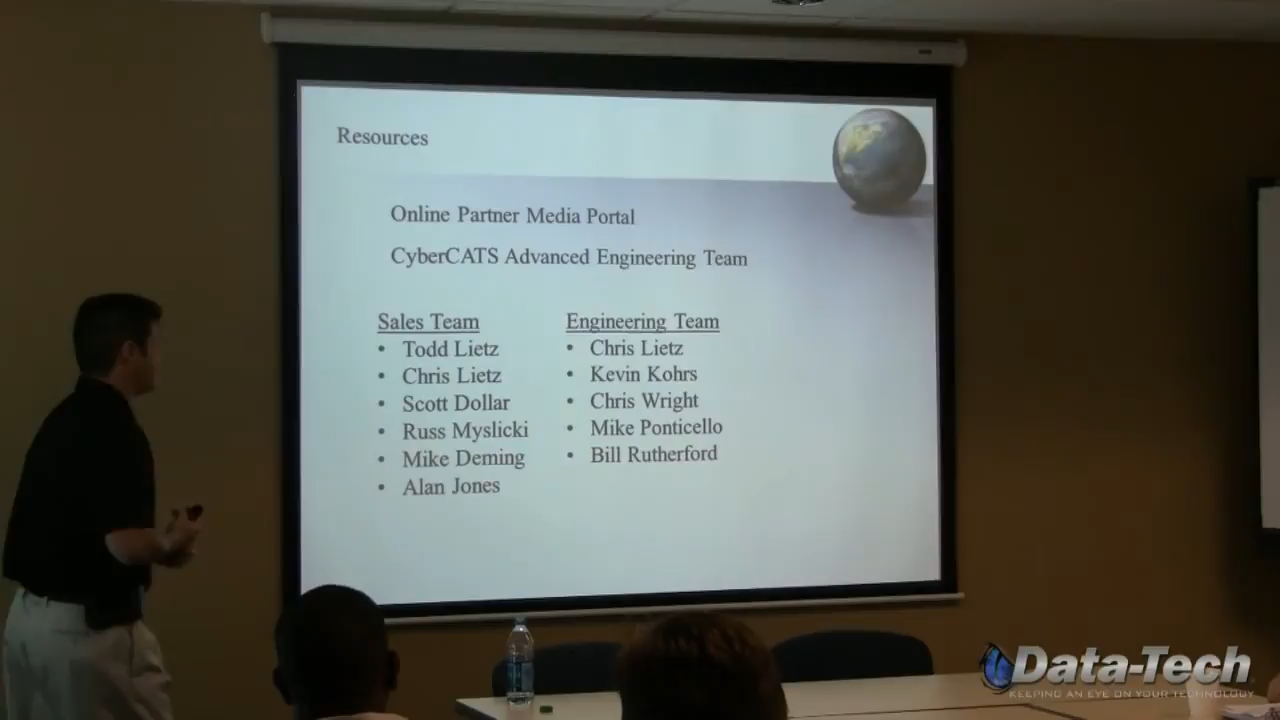 Resources
Online Partner Media Portal
CyberCATS Advanced Engineering Team
Sales Team
• Todd Lietz
• Chris Lietz
• Scott Dollar
• Russ Myslicki
• Mike Deming
• Alan Jones
Engineering Team
• Chris Lietz
• Kevin Kohrs
• Chris Wright
• Mike Ponticello
• Bill Rutherford
Data-Tech
KEEPING AN EYE ON YOUR TECHNOLOGY